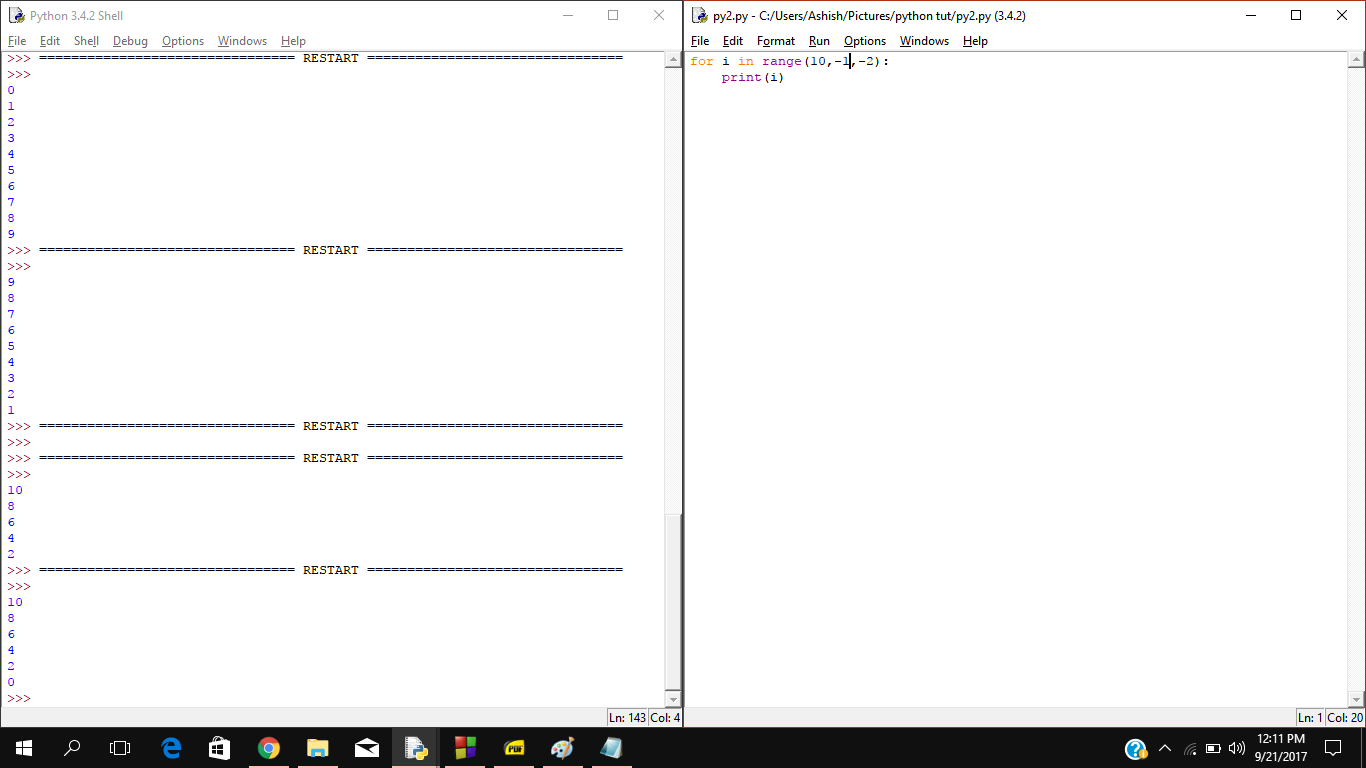 Python 3.4.2 Shell
File Edit Shell Debug Options Windows Help
>>> ================================ RESTART ================================
>>>
0
1
2
3
4
5
6
7
8
9
>>> ================================ RESTART ================================
>>>
9
8
7
6
5
4
3
2
1
>>> ================================ RESTART ================================
>>>
>>> ================================ RESTART ================================
>>>
10
8
6
4
2
>>> ================================ RESTART ================================
>>>
10
8
6
4
2
0
>>>
Ln: 143 Col: 4
py2.py - C:/Users/Ashish/Pictures/python tut/py2.py (3.4.2)
File Edit Format Run Options Windows Help
for i in range(10,-1,-2):
    print(i)
Ln: 1 Col: 20
PDF
12:11 PM
9/21/2017